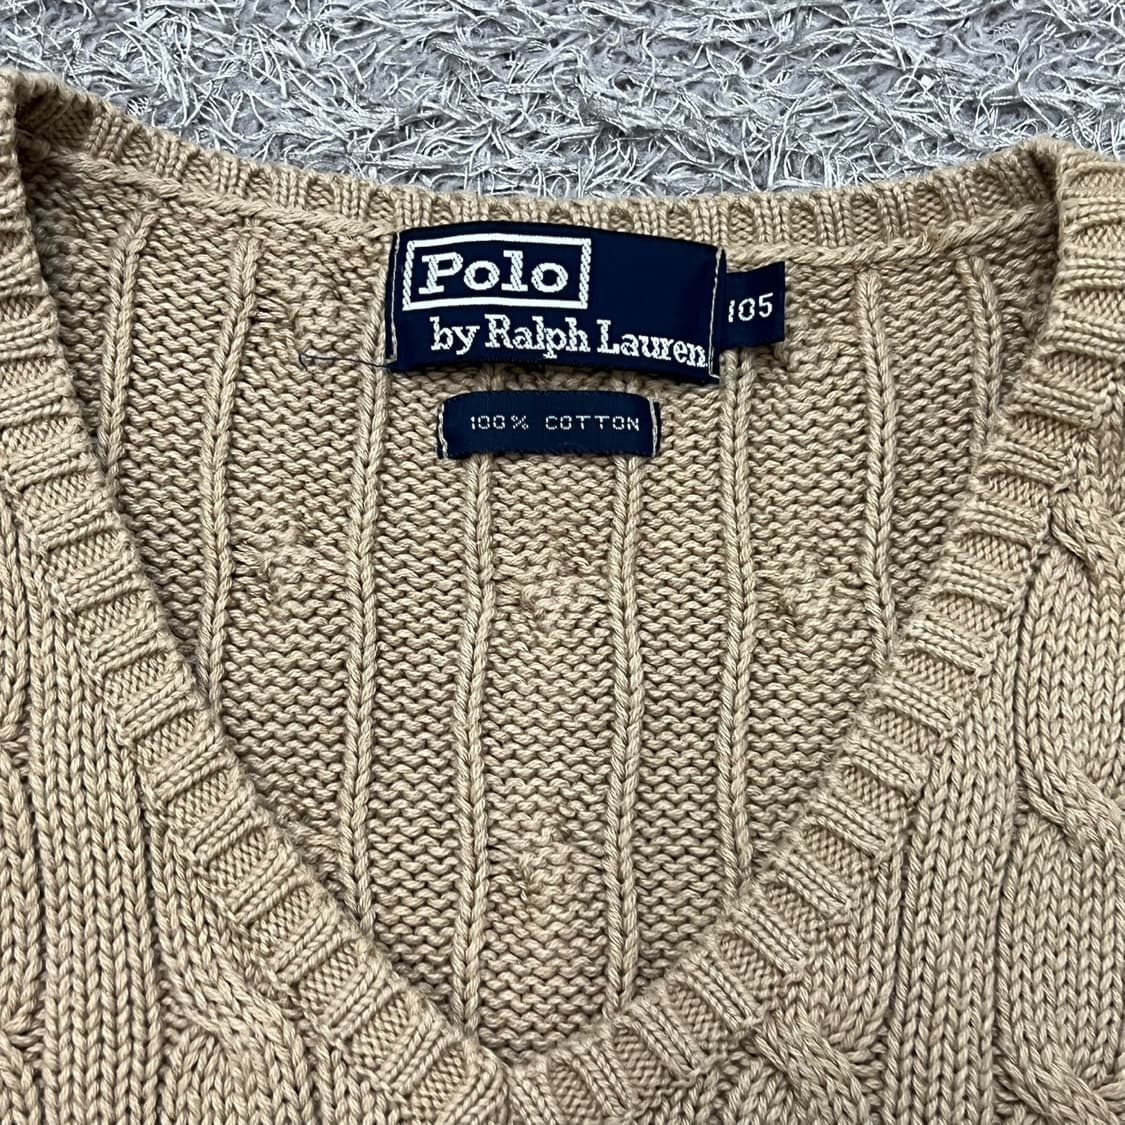 Polo
by Ralph Lauren
105
100% COTTON